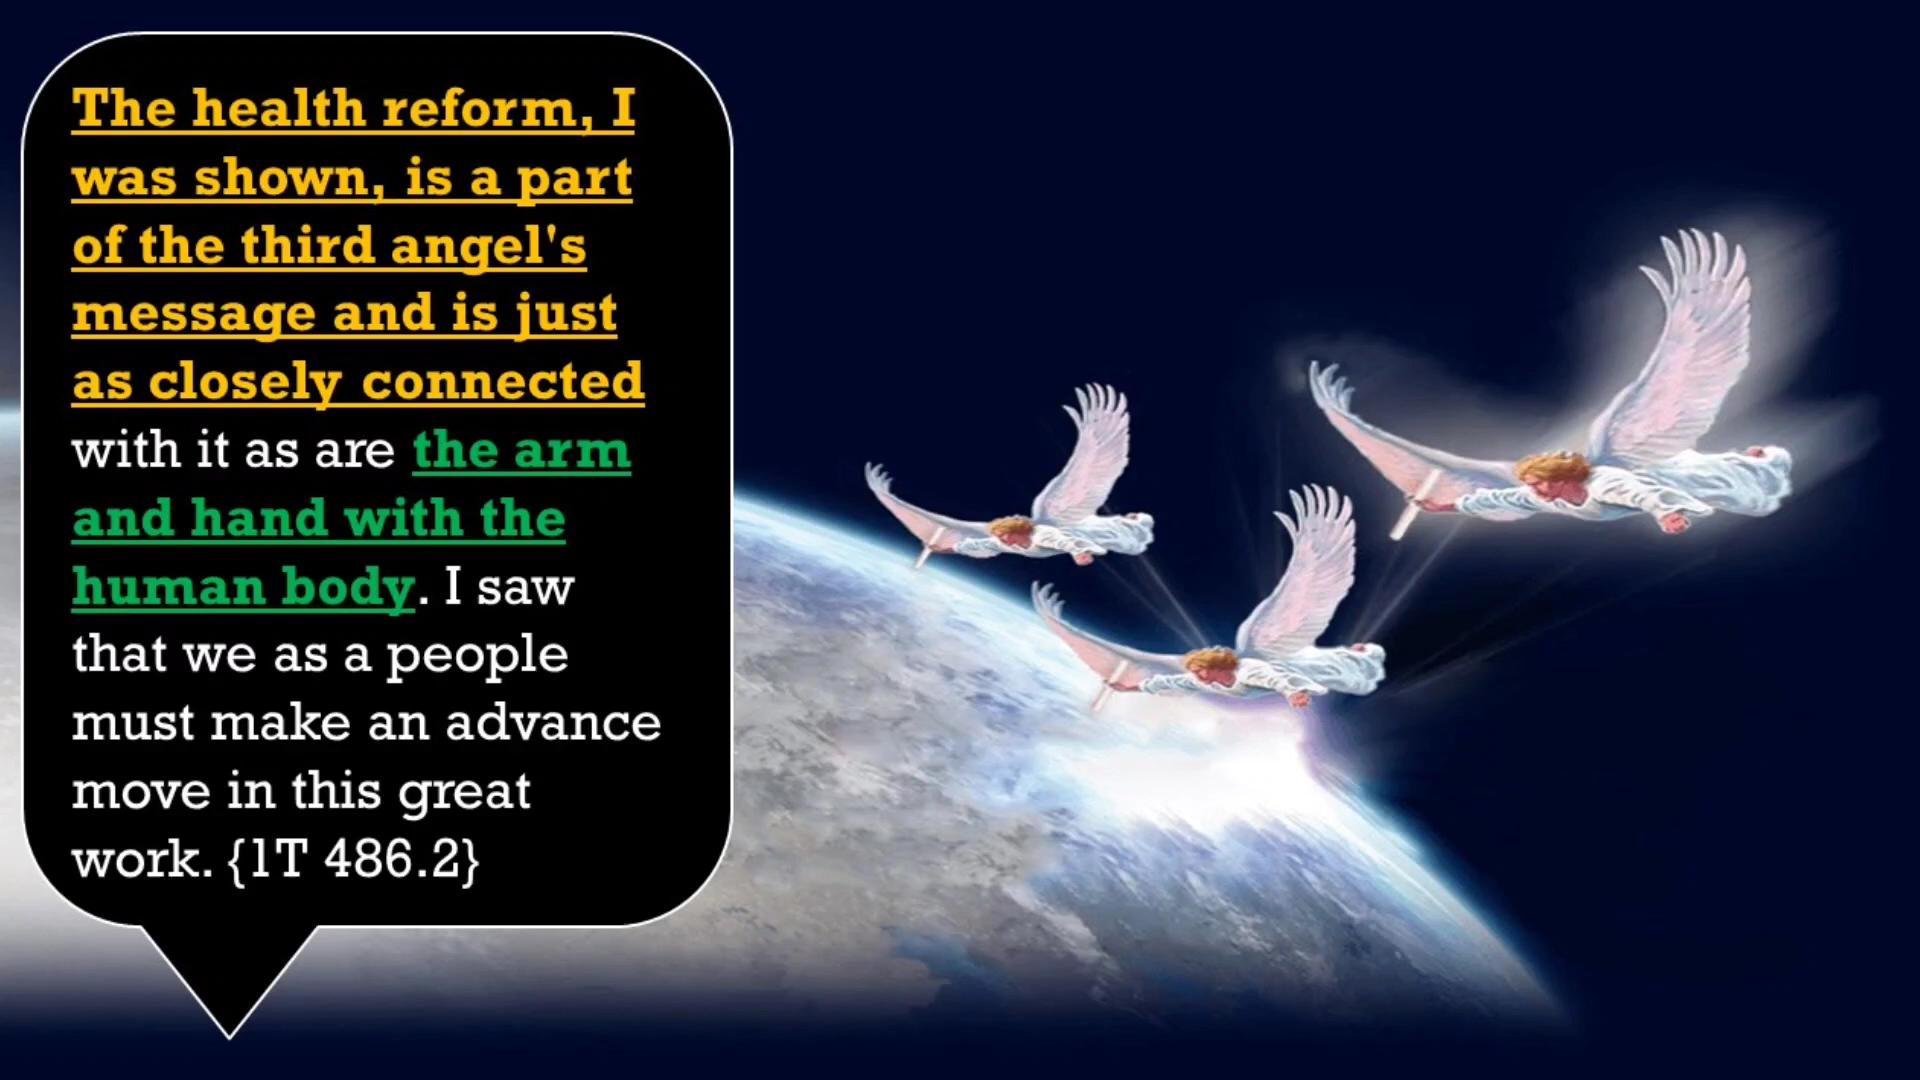 The health reform, I
was shown, is a part
of the third angel's
message and is just
as closely connected
with it as are the arm
and hand with the
human body. I saw
that we as a people
must make an advance
move in this great
work. {1T 486.2}